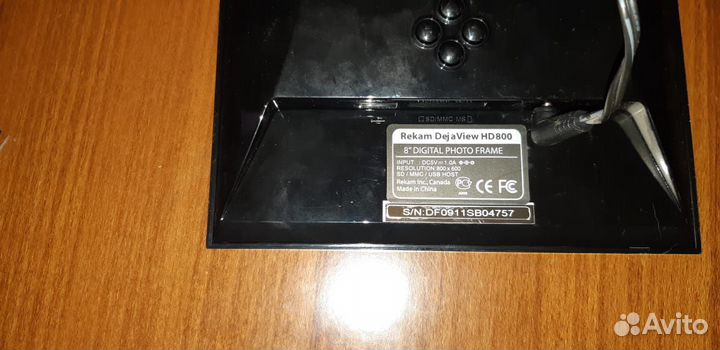 SD/MMC MS
Rekam DejaView HD800
8" DIGITAL PHOTO FRAME
INPUT : DC5V 1.0A
RESOLUTION:800 x 600
SD / MMC / USB HOST
Rekam Inc., Canada
Made in China
CE FC
S/N:DF0911SB04757
Avito